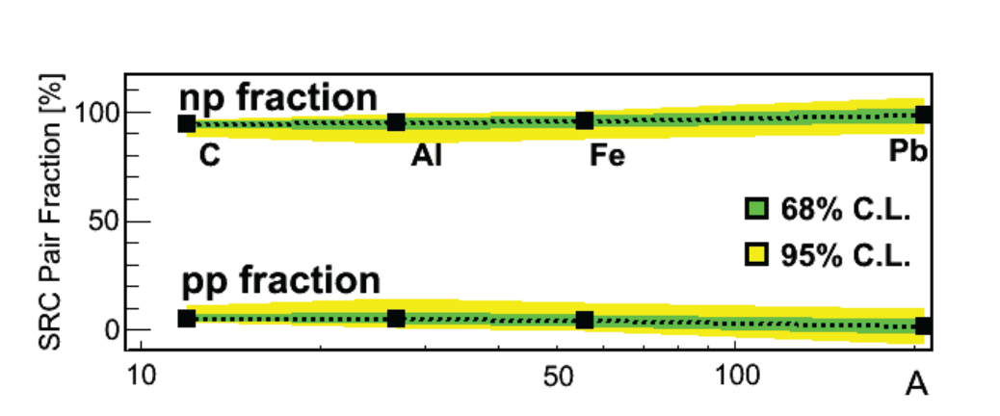 SRC Pair Fraction [%]
np fraction
100
C
Al
Fe
Pb
50
68% C.L.
95% C.L.
pp fraction
0
10
50
100
A